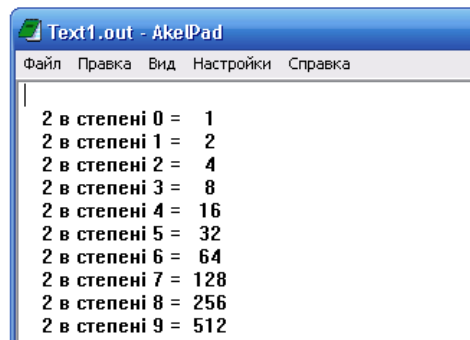 Text1.out - AkelPad
Файл Правка Вид Настройки Справка
2 в степені 0 = 1
2 в степені 1 = 2
2 в степені 2 = 4
2 в степені 3 = 8
2 в степені 4 = 16
2 в степені 5 = 32
2 в степені 6 = 64
2 в степені 7 = 128
2 в степені 8 = 256
2 в степені 9 = 512